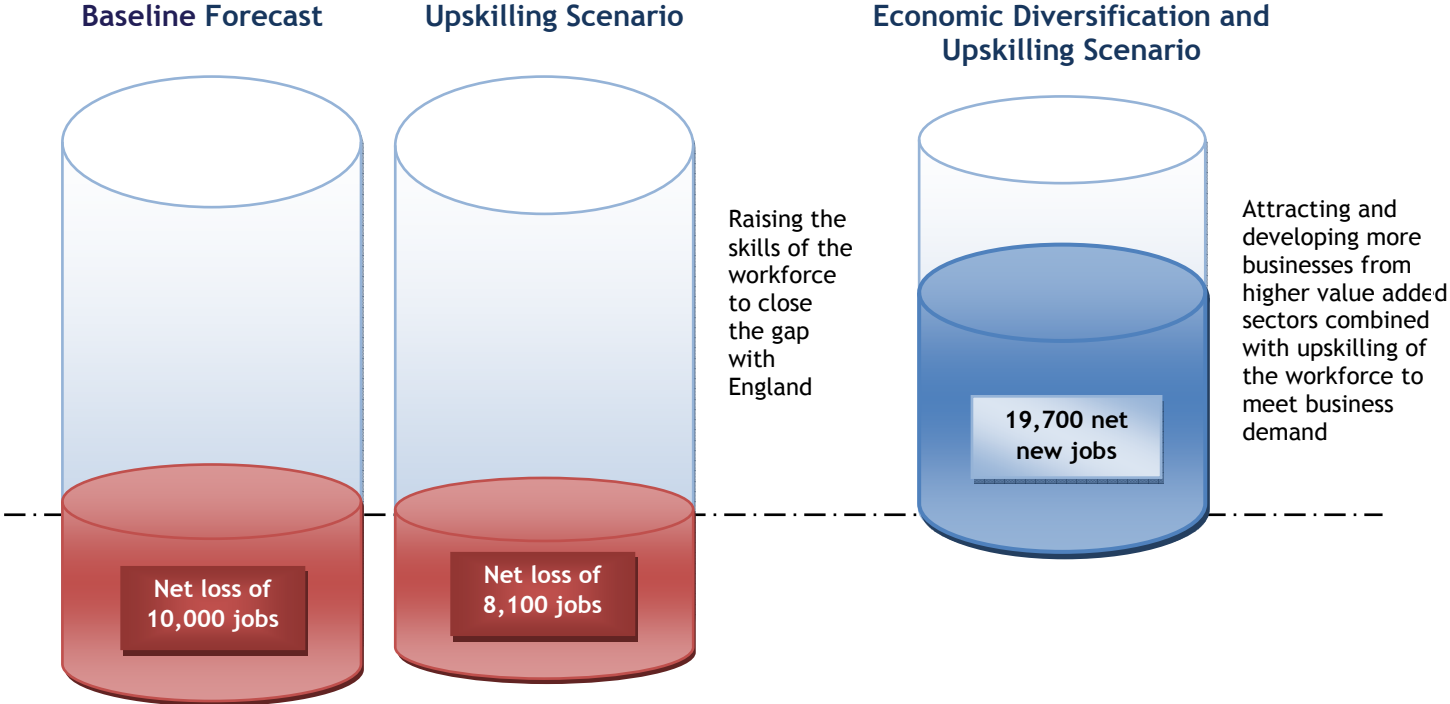 Baseline Forecast
Net loss of
10,000 jobs
Upskilling Scenario
Net loss of
8,100 jobs
Raising the
skills of the
workforce
to close
the gap
with
England
Economic Diversification and
Upskilling Scenario
19,700 net
new jobs
Attracting and
developing more
businesses from
higher value added
sectors combined
with upskilling of
the workforce to
meet business
demand